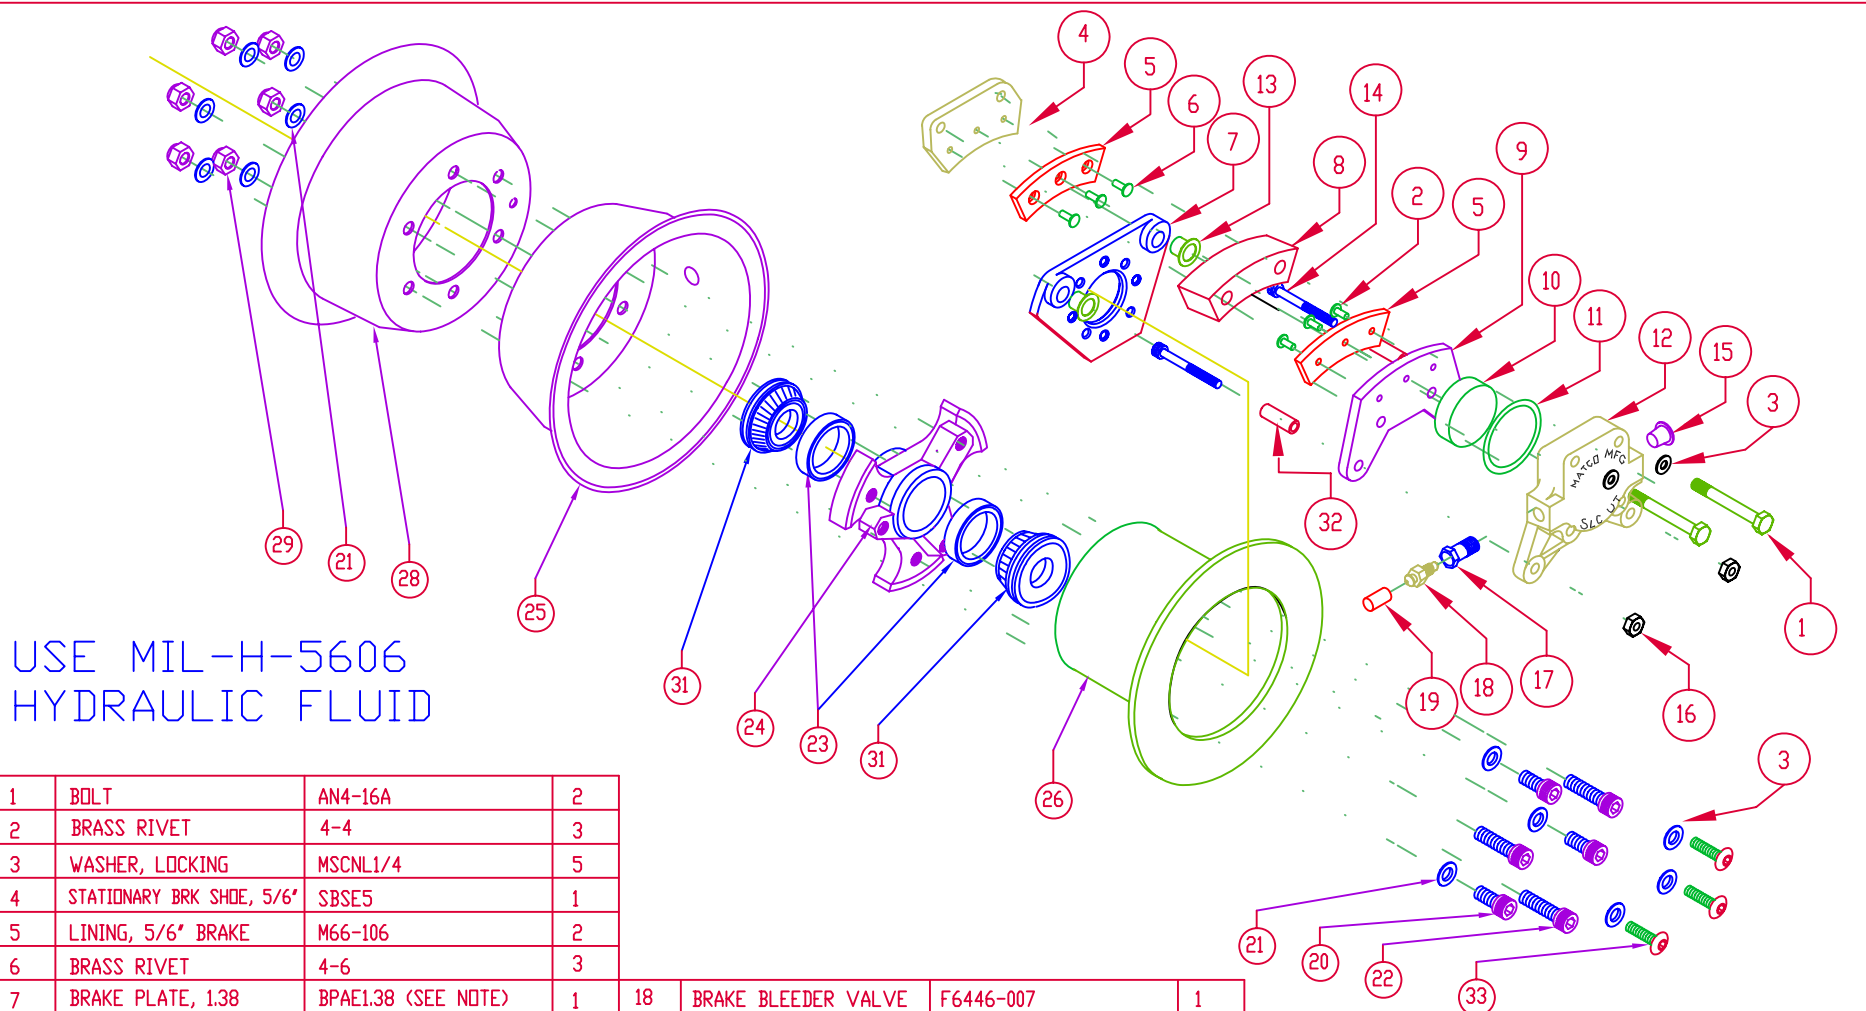 4
5
6
13
14
7
8
9
2
5
10
11
12
15
3
MATCO MFG
SLC UT
32
1
29
21
28
25
31
24
23
31
26
19
18
17
16
3
21
20
22
33
USE MIL-H-5606
HYDRAULIC FLUID
1 BOLT AN4-16A 2
2 BRASS RIVET 4-4 3
3 WASHER, LOCKING MSCNL1/4 5
4 STATIONARY BRK SHOE, 5/6" SBSE5 1
5 LINING, 5/6" BRAKE M66-106 2
6 BRASS RIVET 4-6 3
7 BRAKE PLATE, 1.38 BPAE1.38 (SEE NOTE) 1
18 BRAKE BLEEDER VALVE F6446-007 1